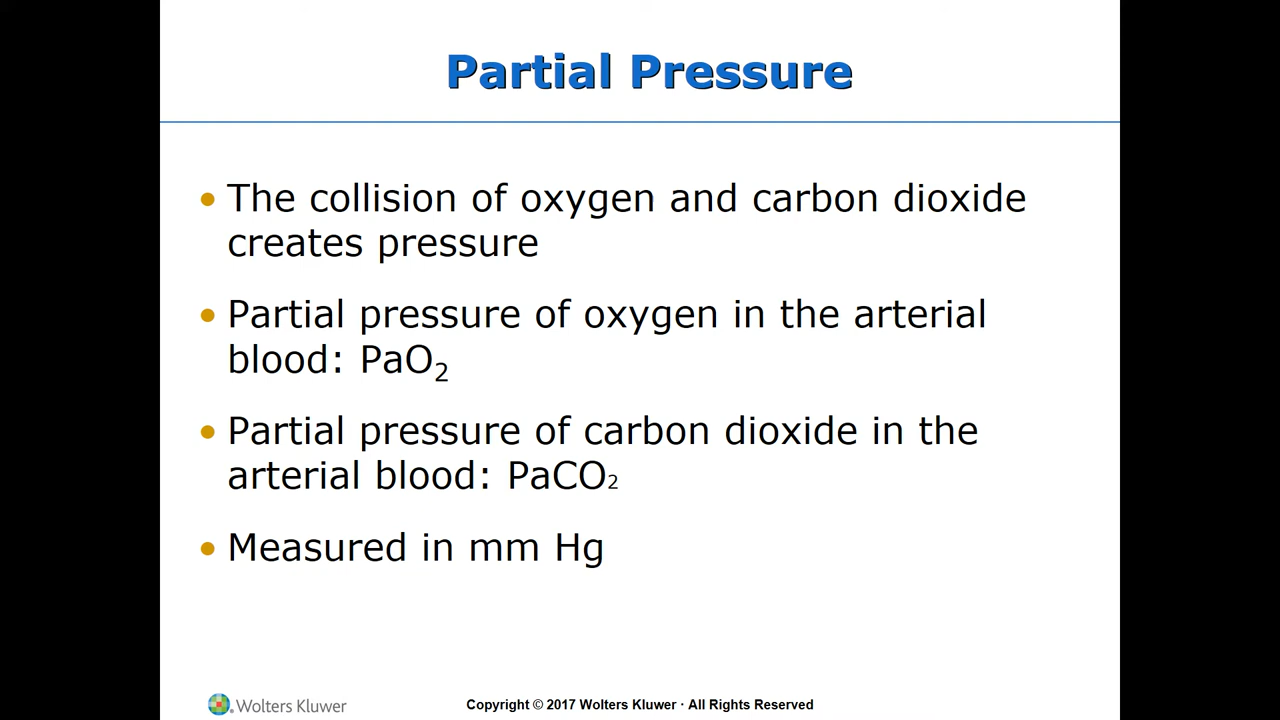 Partial Pressure
• The collision of oxygen and carbon dioxide
creates pressure
• Partial pressure of oxygen in the arterial
blood: PaO₂
• Partial pressure of carbon dioxide in the
arterial blood: PaCO₂
• Measured in mm Hg
Wolters Kluwer
Copyright © 2017 Wolters Kluwer · All Rights Reserved